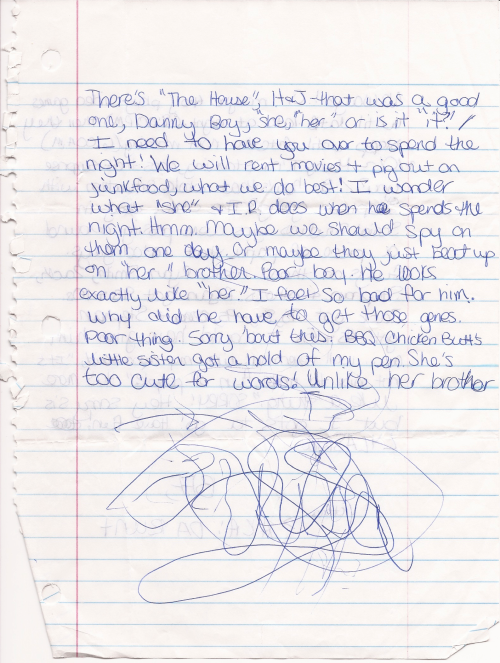 There's "The House", H&J-that was a good
one, Danny Boy, "she," "her" or is it "it?" /
I need to have you over to spend the
night! We will rent movies + pig out on
junkfood, what we do best! I wonder
what "she" & I.P. does when he spends the
night. Hmm. Maybe we should spy on
them one day. Or maybe they just beat up
on "her" brother. Poor boy. He looks
exactly like "her." I feel so bad for him.
Why did he have to get those genes.
Poor thing. Sorry 'bout this. BBQ Chicken Butt's
little sister got a hold of my pen. She's
too cute for words! Unlike her brother